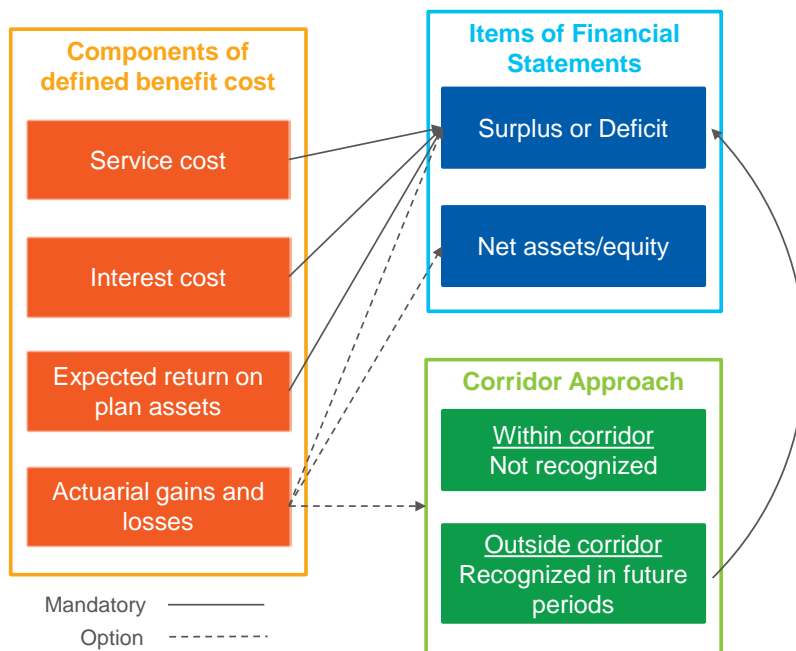 Components of
defined benefit cost
Service cost
Interest cost
Expected return on
plan assets
Actuarial gains and
losses
Mandatory
Option
Items of Financial
Statements
Surplus or Deficit
Net assets/equity
Corridor Approach
Within corridor
Not recognized
Outside corridor
Recognized in future
periods